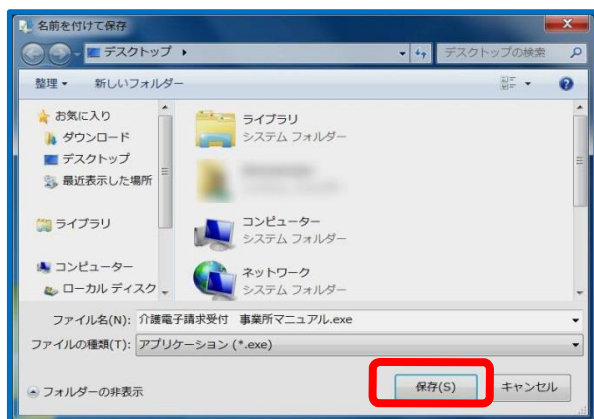 名前を付けて保存
デスクトップ
デスクトップの検索
整理
新しいフォルダー
お気に入り
ダウンロード
デスクトップ
最近表示した場所
ライブラリ
コンピューター
ローカル ディスク
ライブラリ
システム フォルダー
コンピューター
システム フォルダー
ネットワーク
システム フォルダー
ファイル名(N): 介護電子請求受付　事業所マニュアル.exe
ファイルの種類(T): アプリケーション (*.exe)
フォルダーの非表示
保存(S)
キャンセル